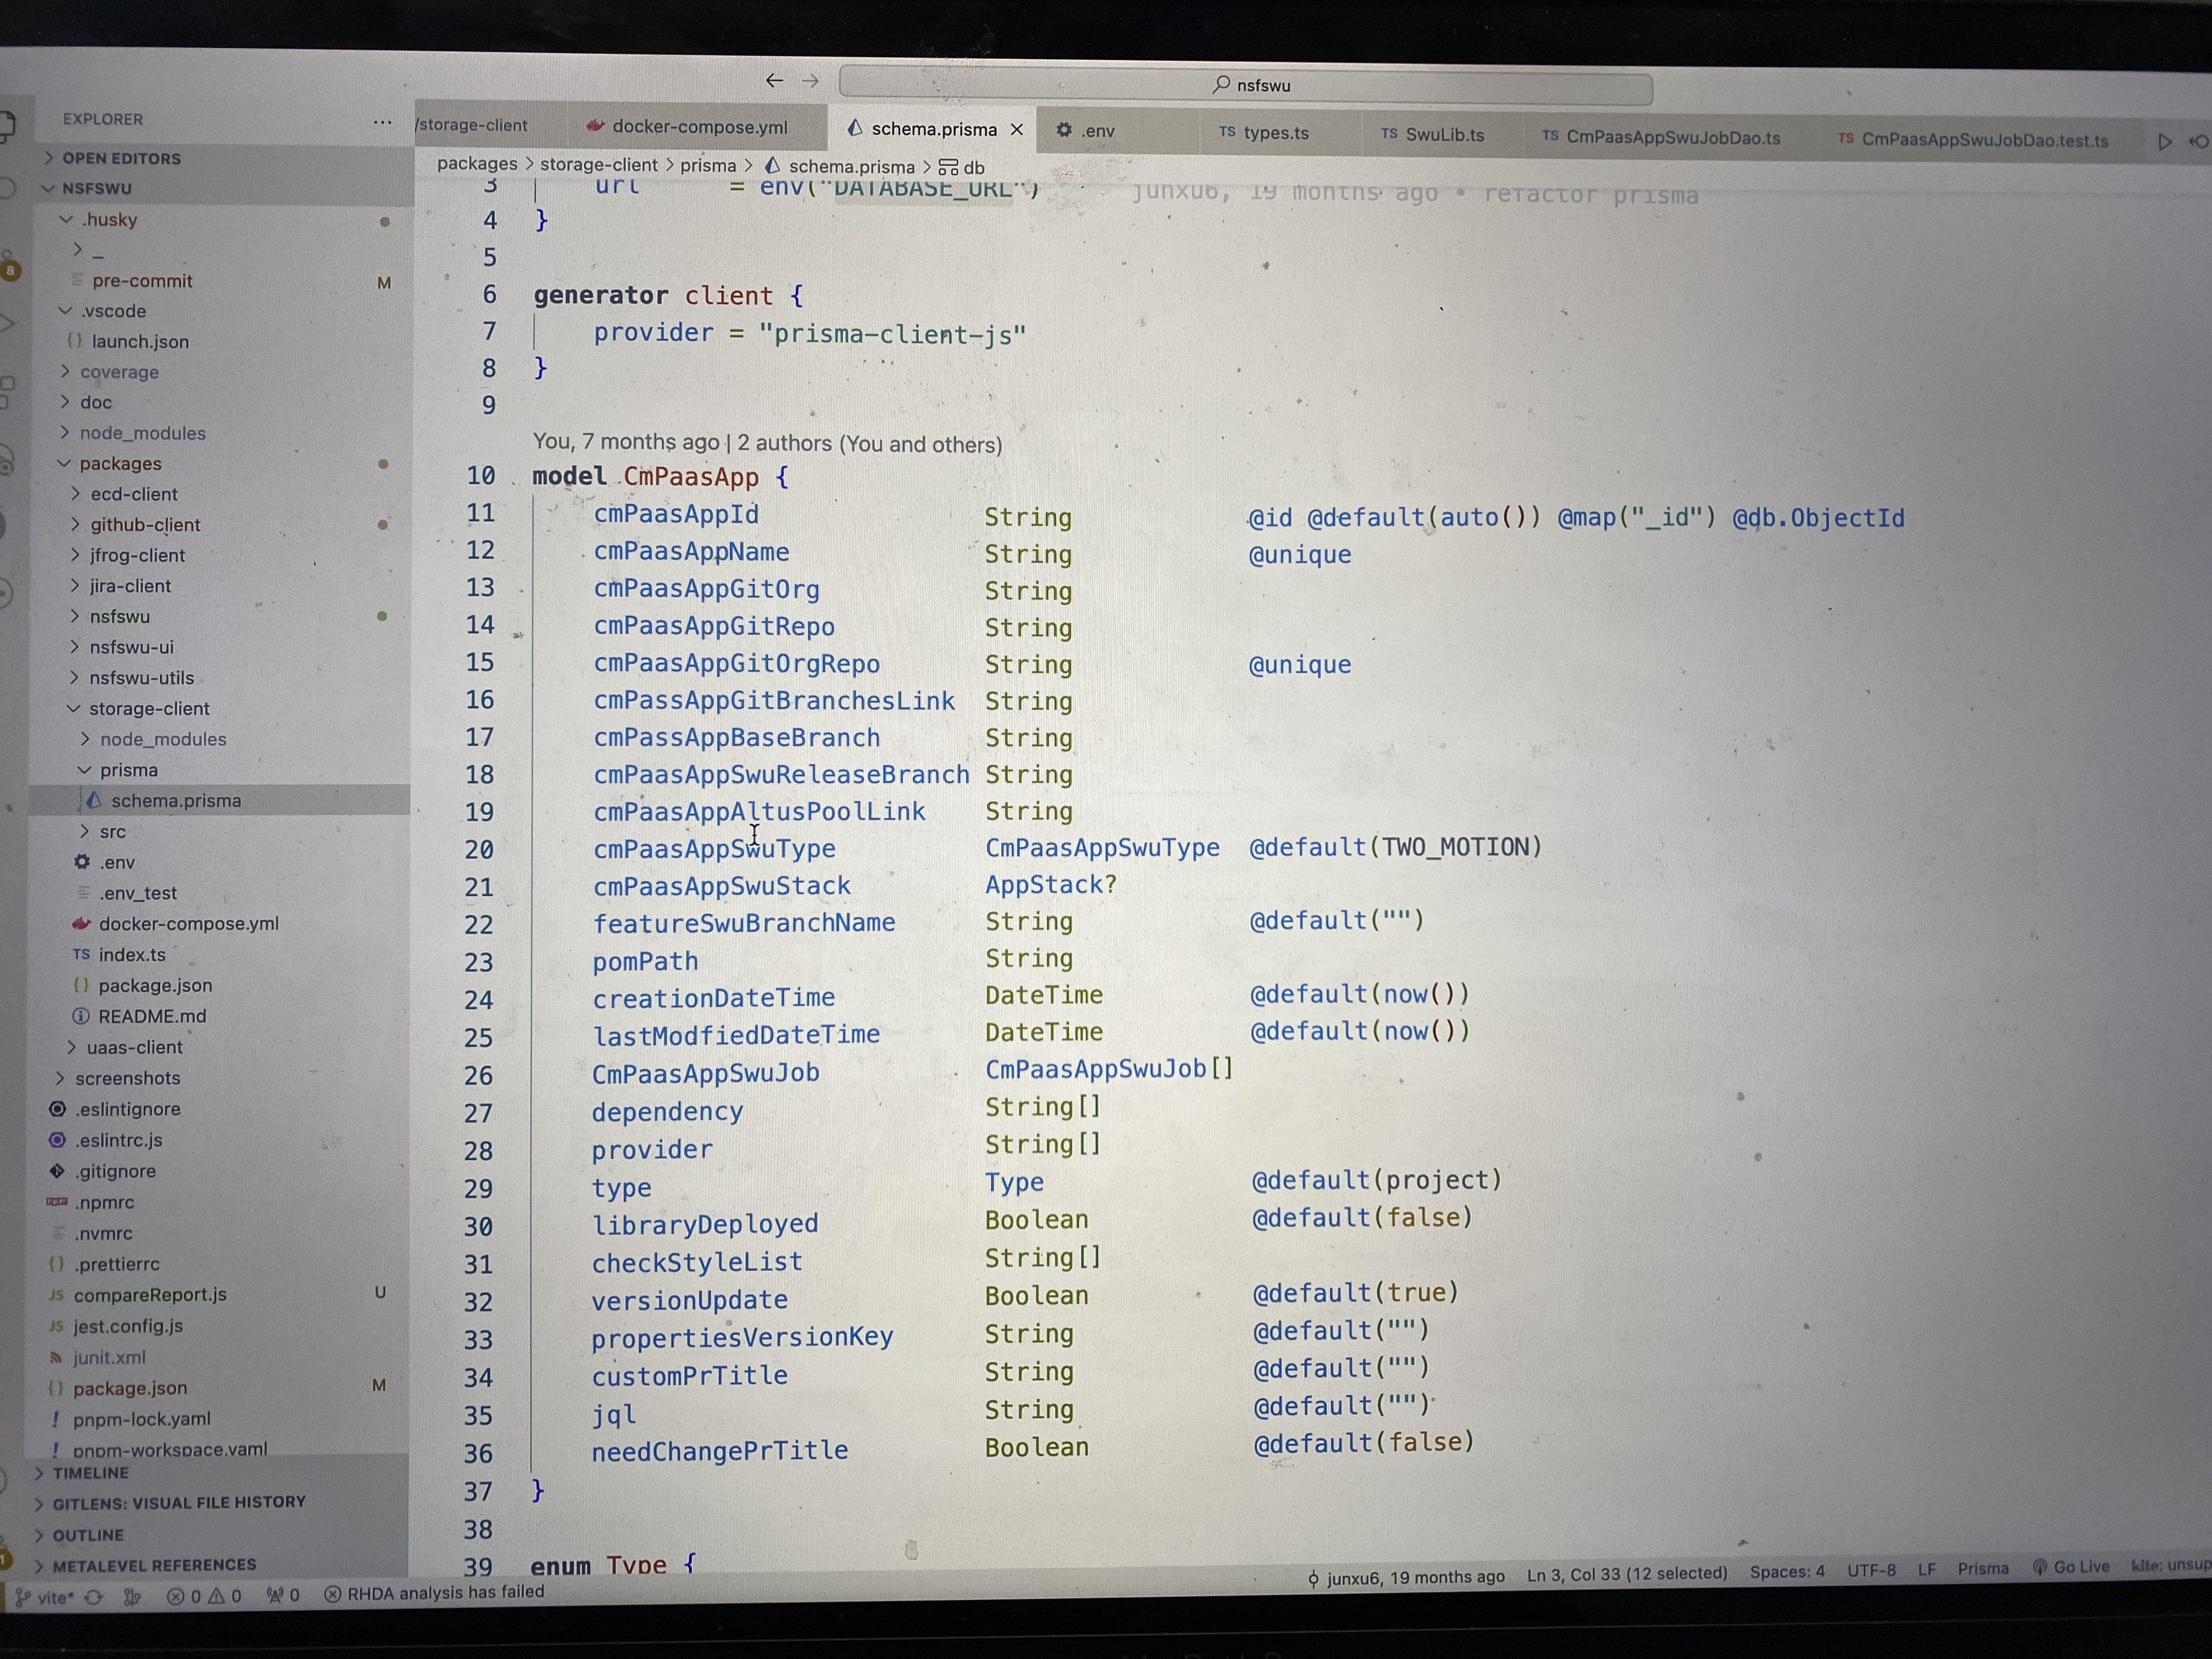 nsfswu
EXPLORER ...
/storage-client docker-compose.yml schema.prisma .env TS types.ts TS SwuLib.ts TS CmPaasAppSwuJobDao.ts TS CmPaasAppSwuJobDao.test.ts
packages > storage-client > prisma > schema.prisma > db
OPEN EDITORS
NSFSWU
.husky
_
pre-commit M
.vscode
{} launch.json
coverage
doc
node_modules
packages
ecd-client
github-client
jfrog-client
jira-client
nsfswu
nsfswu-ui
nsfswu-utils
storage-client
node_modules
prisma
schema.prisma
src
.env
.env_test
docker-compose.yml
TS index.ts
{} package.json
README.md
uaas-client
screenshots
.eslintignore
.eslintrc.js
.gitignore
.npmrc
.nvmrc
{} .prettierrc
JS compareReport.js U
JS jest.config.js
junit.xml
{} package.json M
! pnpm-lock.yaml
! pnpm-workspace.yaml
TIMELINE
GITLENS: VISUAL FILE HISTORY
OUTLINE
METALEVEL REFERENCES
8
1
3 url = env("DATABASE_URL") junxu6, 19 months ago • refactor prisma
4 }
5
6 generator client {
7 provider = "prisma-client-js"
8 }
9
You, 7 months ago | 2 authors (You and others)
10 model CmPaasApp {
11 cmPaasAppId String @id @default(auto()) @map("_id") @db.ObjectId
12 cmPaasAppName String @unique
13 cmPaasAppGitOrg String
14 cmPaasAppGitRepo String
15 cmPaasAppGitOrgRepo String @unique
16 cmPassAppGitBranchesLink String
17 cmPassAppBaseBranch String
18 cmPaasAppSwuReleaseBranch String
19 cmPaasAppAltusPoolLink String
20 cmPaasAppSwuType CmPaasAppSwuType @default(TWO_MOTION)
21 cmPaasAppSwuStack AppStack?
22 featureSwuBranchName String @default("")
23 pomPath String
24 creationDateTime DateTime @default(now())
25 lastModfiedDateTime DateTime @default(now())
26 CmPaasAppSwuJob CmPaasAppSwuJob[]
27 dependency String[]
28 provider String[]
29 type Type @default(project)
30 libraryDeployed Boolean @default(false)
31 checkStyleList String[]
32 versionUpdate Boolean @default(true)
33 propertiesVersionKey String @default("")
34 customPrTitle String @default("")
35 jql String @default("")
36 needChangePrTitle Boolean @default(false)
37 }
38
39 enum Type {
vite* 0 0 0 RHDA analysis has failed junxu6, 19 months ago Ln 3, Col 33 (12 selected) Spaces: 4 UTF-8 LF Prisma Go Live kite: unsup